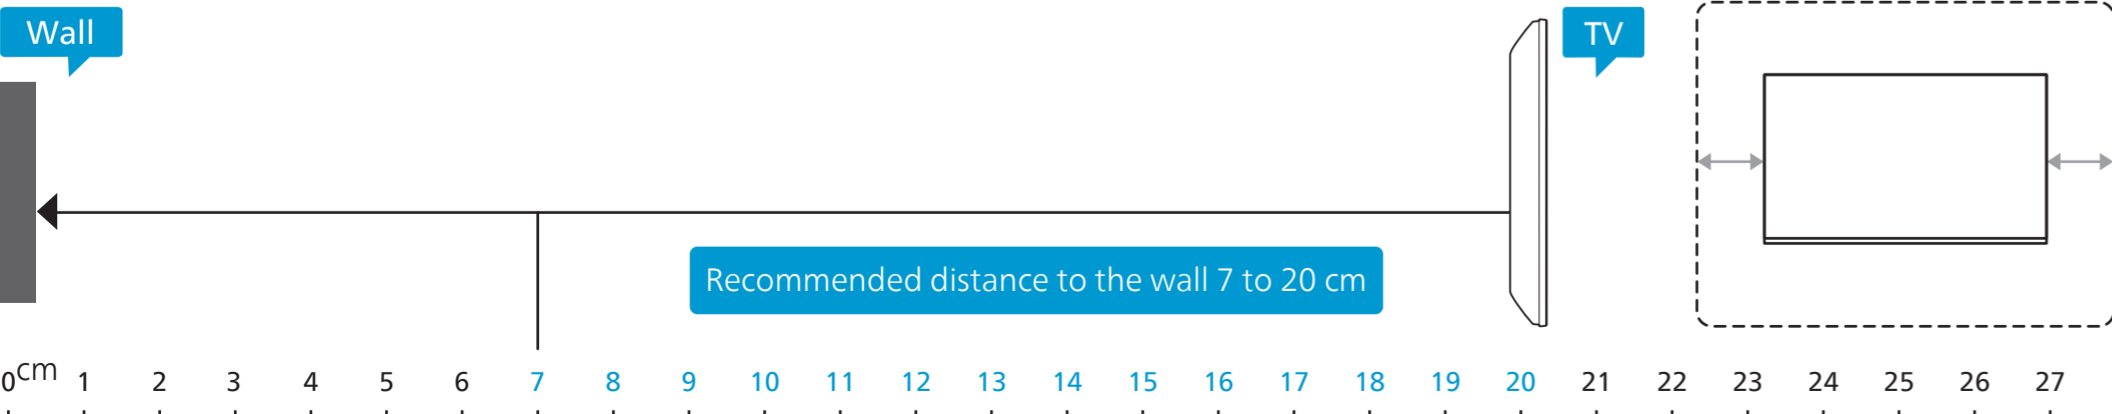 Wall
TV
Recommended distance to the wall 7 to 20 cm
0cm 1 2 3 4 5 6 7 8 9 10 11 12 13 14 15 16 17 18 19 20 21 22 23 24 25 26 27